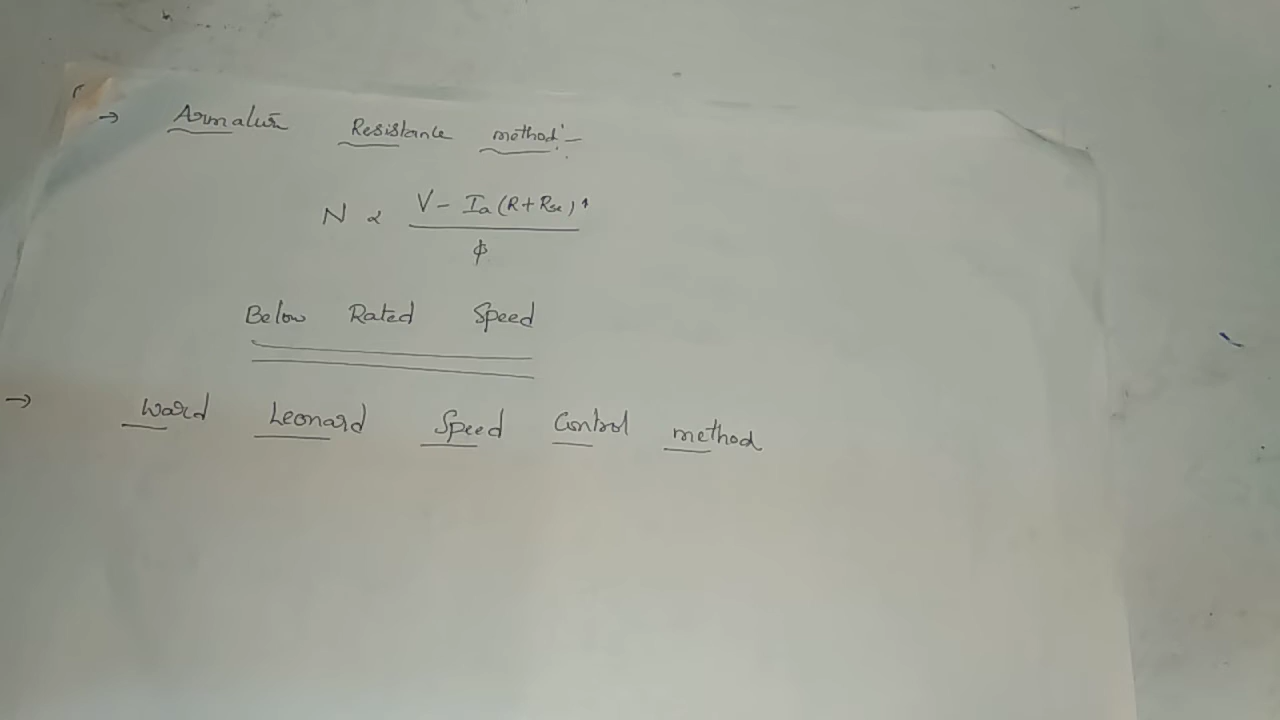 → Armature Resistance method:-
N ∝ (V - Ia (R + Rse)↑) / ϕ
Below Rated Speed
→ Ward Leonard Speed Control method